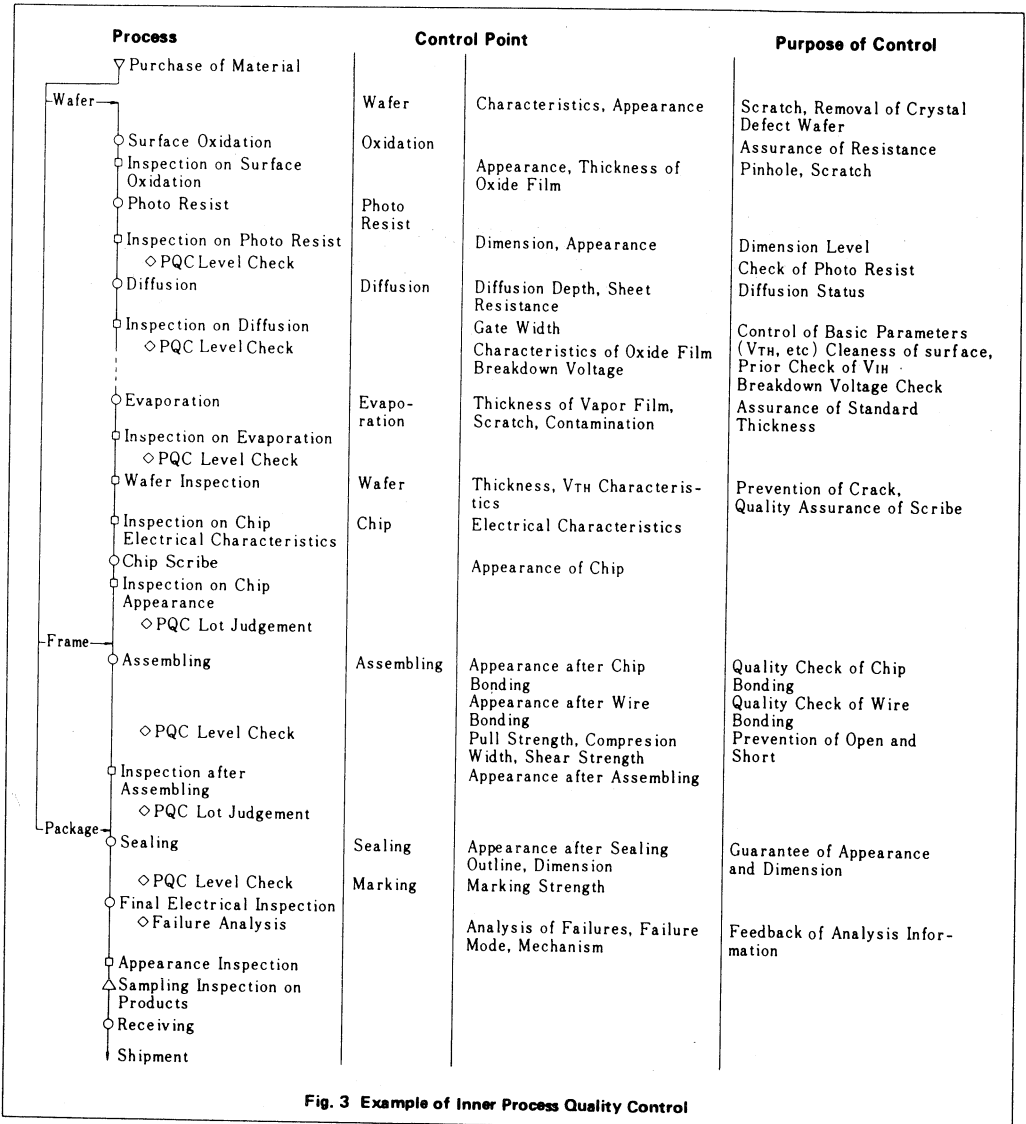 Process Control Point Purpose of Control
Purchase of Material
Wafer Wafer Characteristics, Appearance Scratch, Removal of Crystal
Defect Wafer
Surface Oxidation Oxidation Assurance of Resistance
Inspection on Surface Appearance, Thickness of Pinhole, Scratch
Oxidation Oxide Film
Photo Resist Photo
Resist
Inspection on Photo Resist Dimension, Appearance Dimension Level
◇PQC Level Check Check of Photo Resist
Diffusion Diffusion Diffusion Depth, Sheet Diffusion Status
Resistance
Inspection on Diffusion Gate Width Control of Basic Parameters
◇PQC Level Check Characteristics of Oxide Film (VTH, etc) Cleaness of surface,
Breakdown Voltage Prior Check of VIH
Breakdown Voltage Check
Evaporation Evapo- Thickness of Vapor Film, Assurance of Standard
ration Scratch, Contamination Thickness
Inspection on Evaporation
◇PQC Level Check
Wafer Inspection Wafer Thickness, VTH Characteris- Prevention of Crack,
tics Quality Assurance of Scribe
Inspection on Chip Chip Electrical Characteristics
Electrical Characteristics
Chip Scribe Appearance of Chip
Inspection on Chip
Appearance
◇PQC Lot Judgement
Frame
Assembling Assembling Appearance after Chip Quality Check of Chip
Bonding Bonding
Appearance after Wire Quality Check of Wire
Bonding Bonding
◇PQC Level Check Pull Strength, Compresion Prevention of Open and
Width, Shear Strength Short
Inspection after Appearance after Assembling
Assembling
◇PQC Lot Judgement
Package
Sealing Sealing Appearance after Sealing Guarantee of Appearance
Outline, Dimension and Dimension
◇PQC Level Check Marking Marking Strength
Final Electrical Inspection
◇Failure Analysis Analysis of Failures, Failure Feedback of Analysis Infor-
Mode, Mechanism mation
Appearance Inspection
Sampling Inspection on
Products
Receiving
Shipment
Fig. 3 Example of Inner Process Quality Control